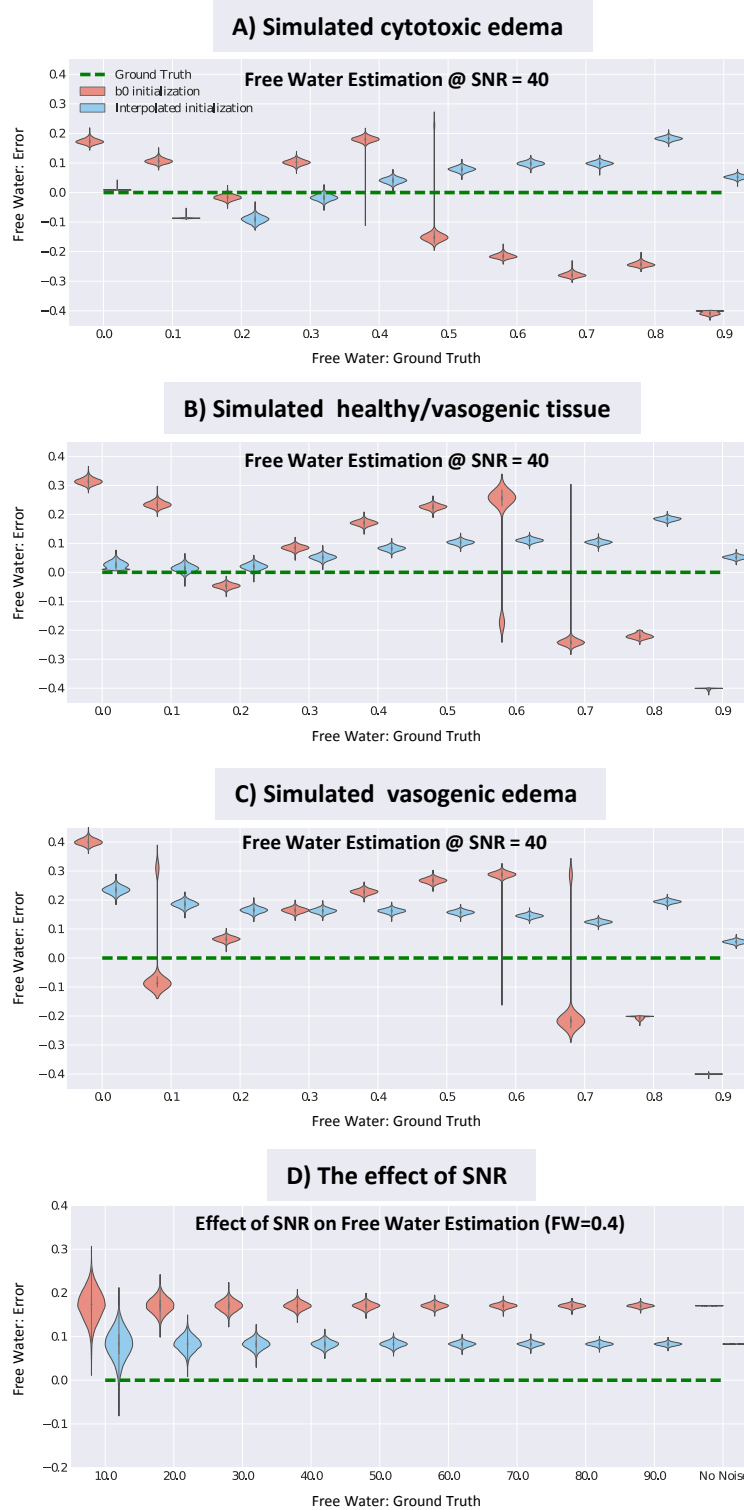 A) Simulated cytotoxic edema
Free Water Estimation @ SNR = 40
Ground Truth
b0 initialization
Interpolated initialization
Free Water: Error
0.4
0.3
0.2
0.1
0.0
−0.1
−0.2
−0.3
−0.4
0.0 0.1 0.2 0.3 0.4 0.5 0.6 0.7 0.8 0.9
Free Water: Ground Truth
B) Simulated healthy/vasogenic tissue
Free Water Estimation @ SNR = 40
Free Water: Error
0.4
0.3
0.2
0.1
0.0
−0.1
−0.2
−0.3
−0.4
0.0 0.1 0.2 0.3 0.4 0.5 0.6 0.7 0.8 0.9
Free Water: Ground Truth
C) Simulated vasogenic edema
Free Water Estimation @ SNR = 40
Free Water: Error
0.4
0.3
0.2
0.1
0.0
−0.1
−0.2
−0.3
−0.4
0.0 0.1 0.2 0.3 0.4 0.5 0.6 0.7 0.8 0.9
Free Water: Ground Truth
D) The effect of SNR
Effect of SNR on Free Water Estimation (FW=0.4)
Free Water: Error
0.4
0.3
0.2
0.1
0.0
−0.1
−0.2
10.0 20.0 30.0 40.0 50.0 60.0 70.0 80.0 90.0 No Noise
Free Water: Ground Truth